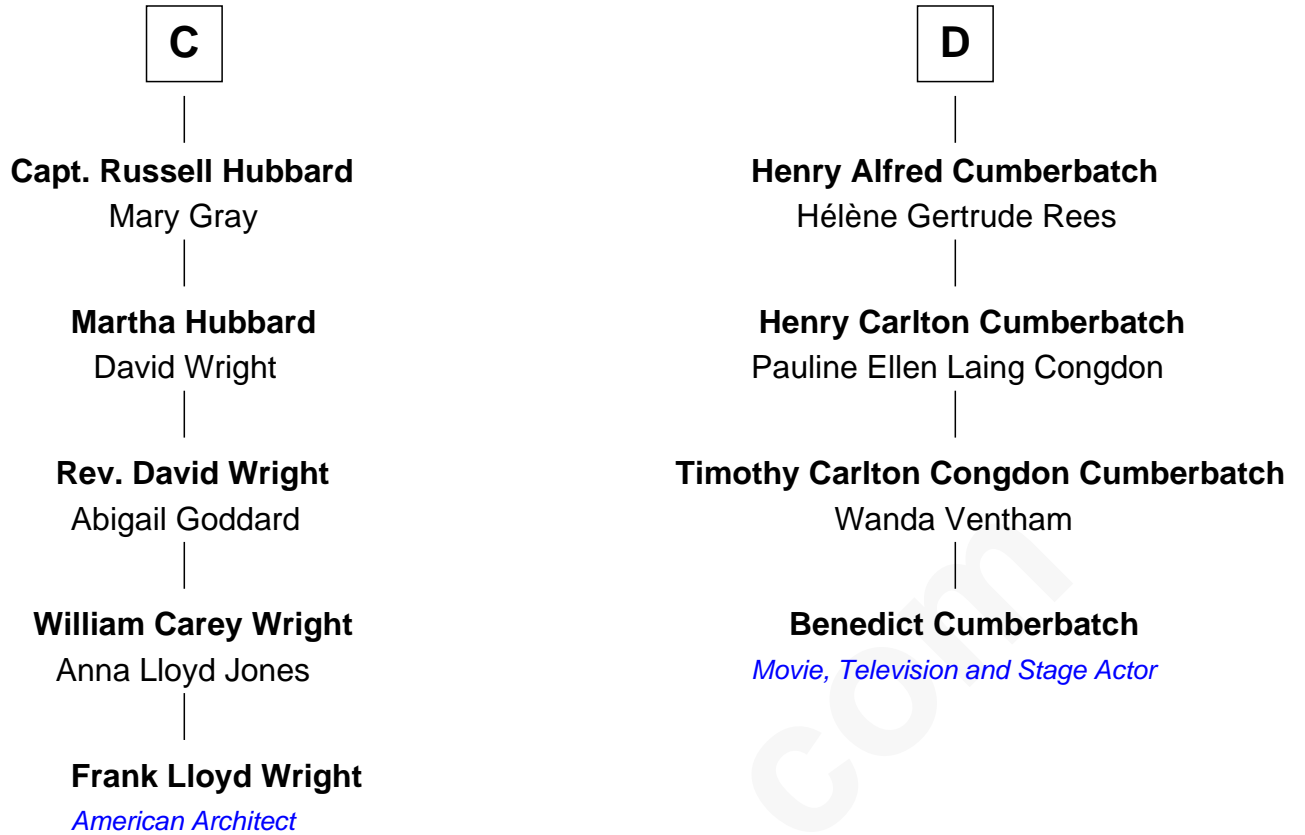 C
Capt. Russell Hubbard
Mary Gray
Martha Hubbard
David Wright
Rev. David Wright
Abigail Goddard
William Carey Wright
Anna Lloyd Jones
Frank Lloyd Wright
American Architect
D
Henry Alfred Cumberbatch
Hélène Gertrude Rees
Henry Carlton Cumberbatch
Pauline Ellen Laing Congdon
Timothy Carlton Congdon Cumberbatch
Wanda Ventham
Benedict Cumberbatch
Movie, Television and Stage Actor
com